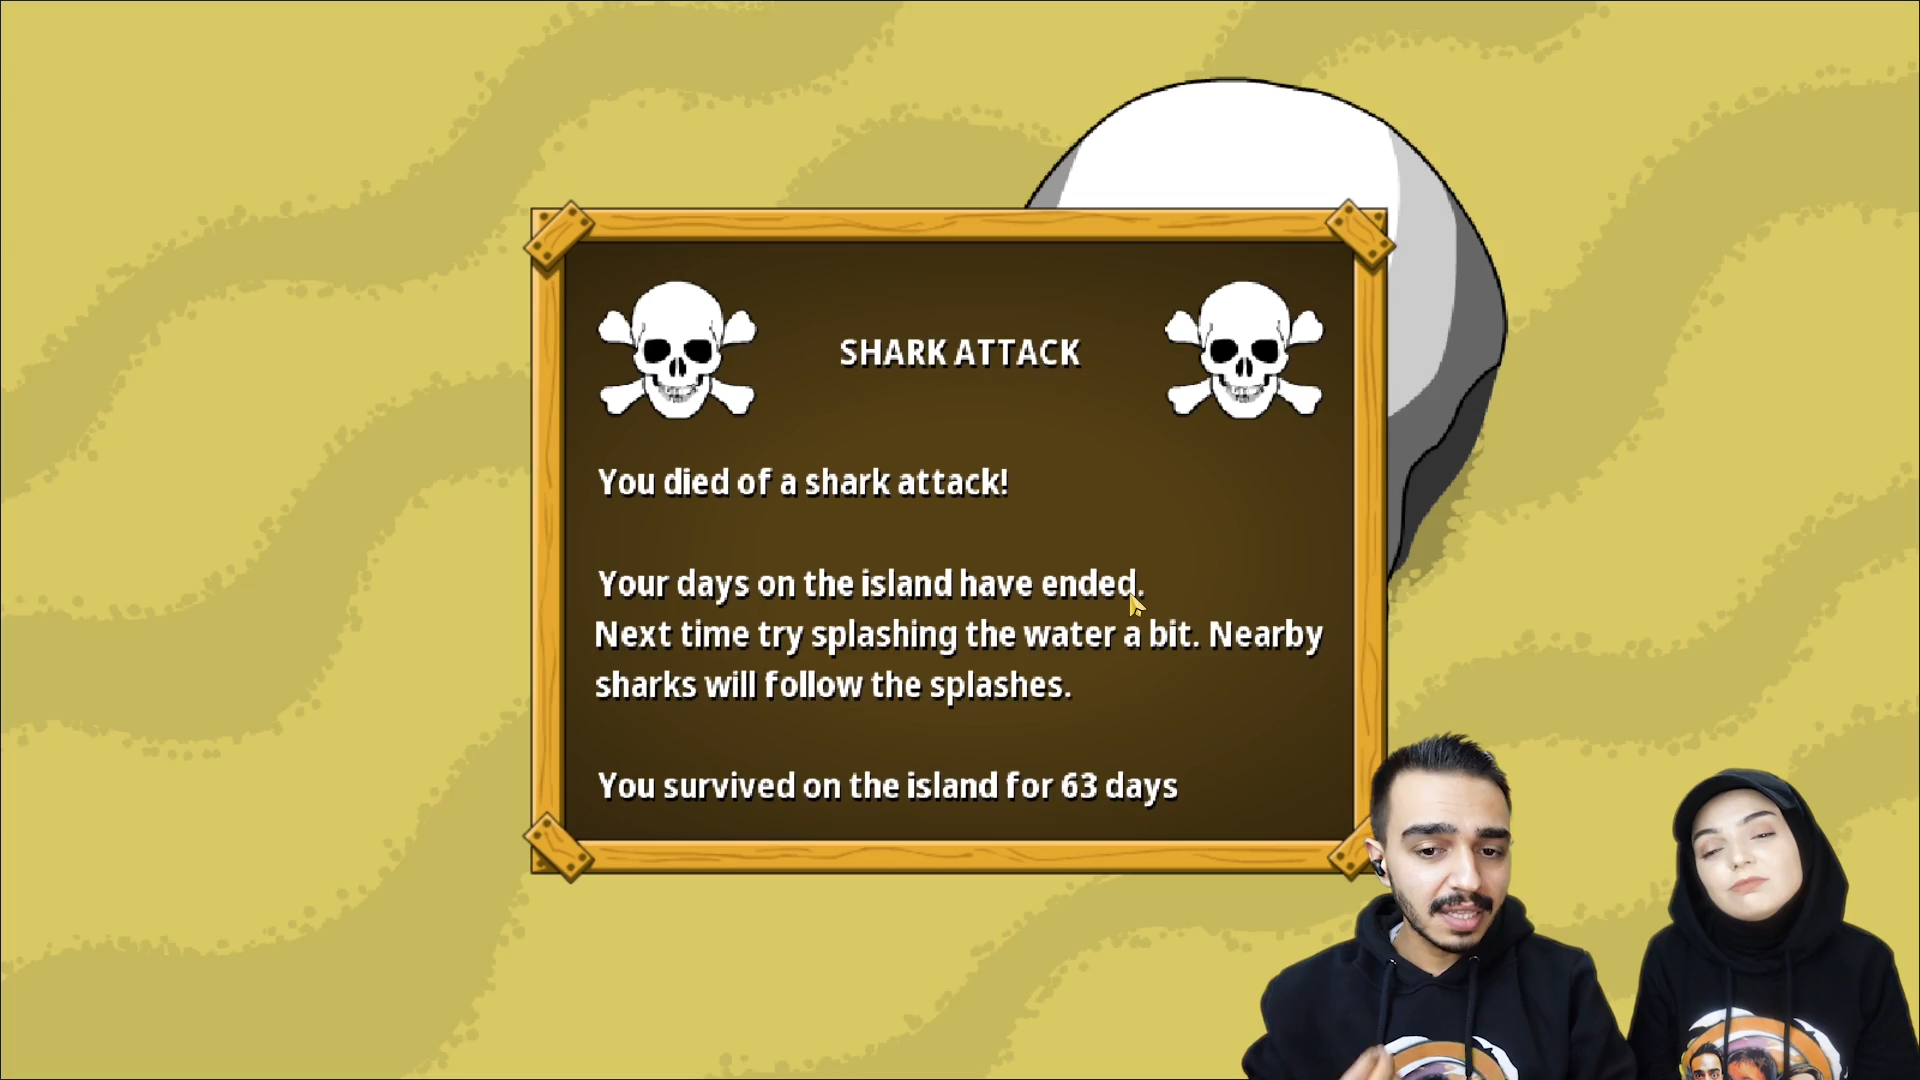 SHARK ATTACK
You died of a shark attack!
Your days on the island have ended.
Next time try splashing the water a bit. Nearby
sharks will follow the splashes.
You survived on the island for 63 days